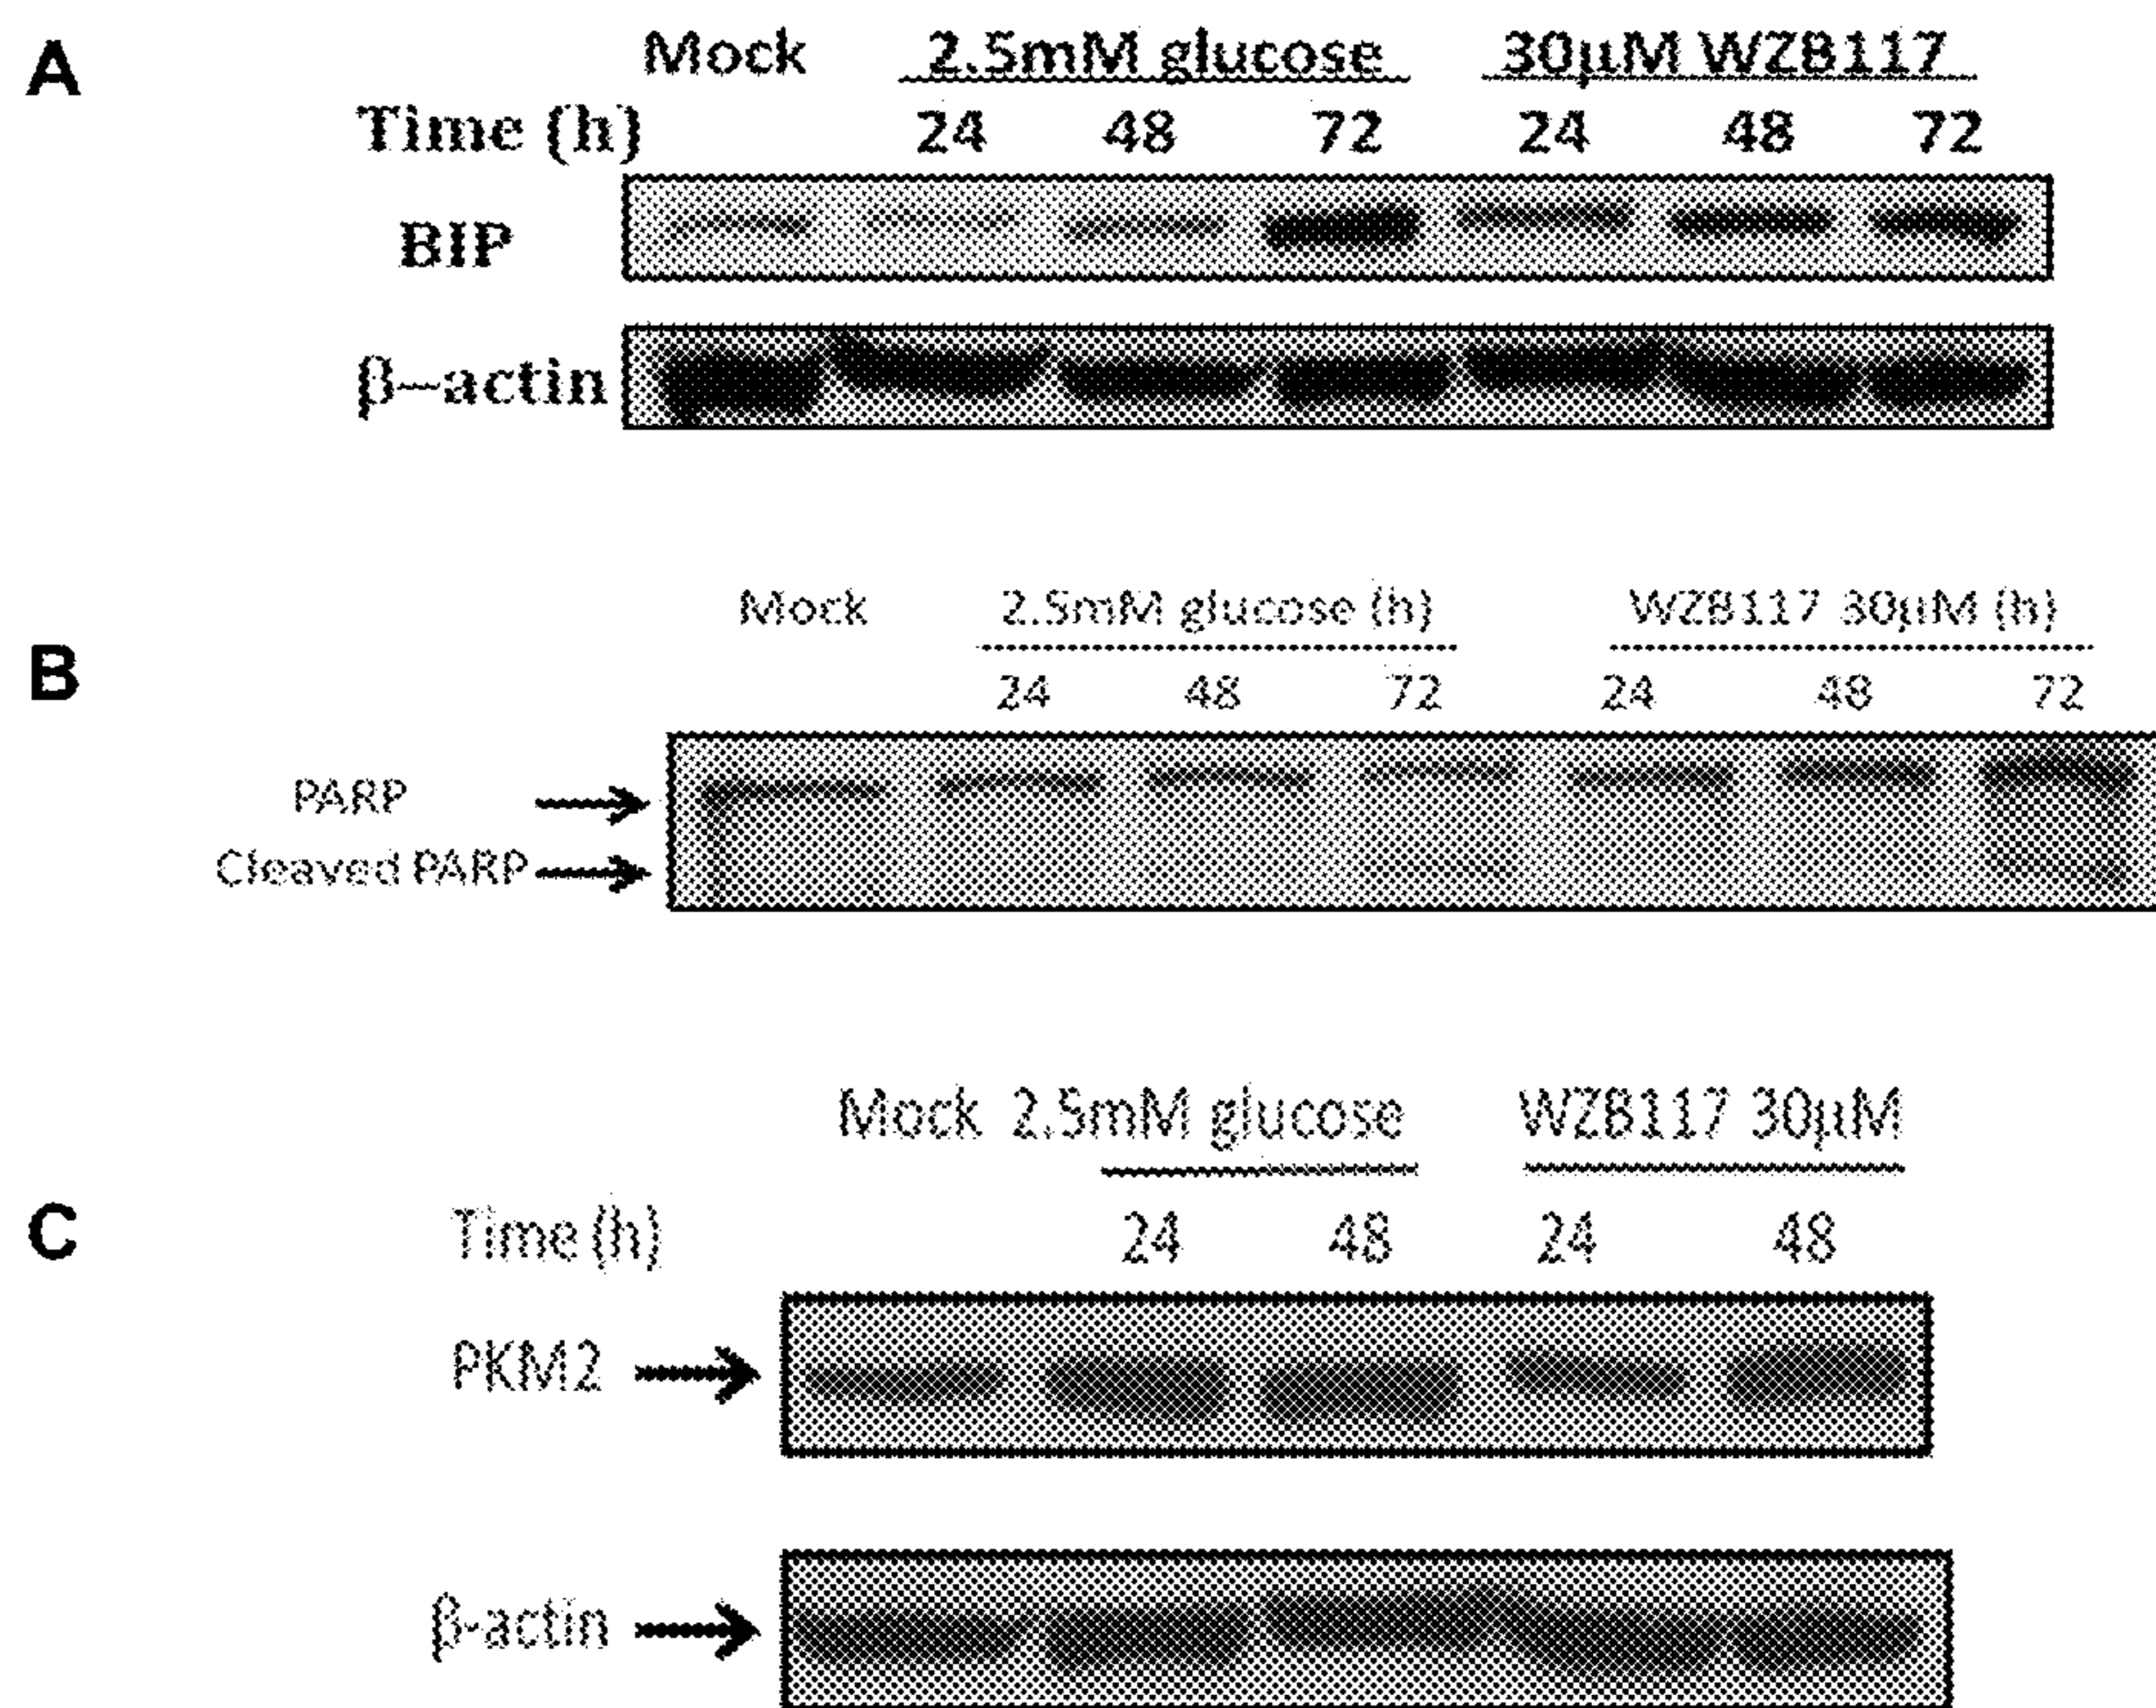 A
Mock 2.5mM glucose 30µM WZB117
Time (h) 24 48 72 24 48 72
BIP
β–actin
B
Mock 2.5mM glucose (h) WZB117 30µM (h)
24 48 72 24 48 72
PARP
Cleaved PARP
C
Mock 2.5mM glucose WZB117 30µM
Time (h) 24 48 24 48
PKM2
β-actin